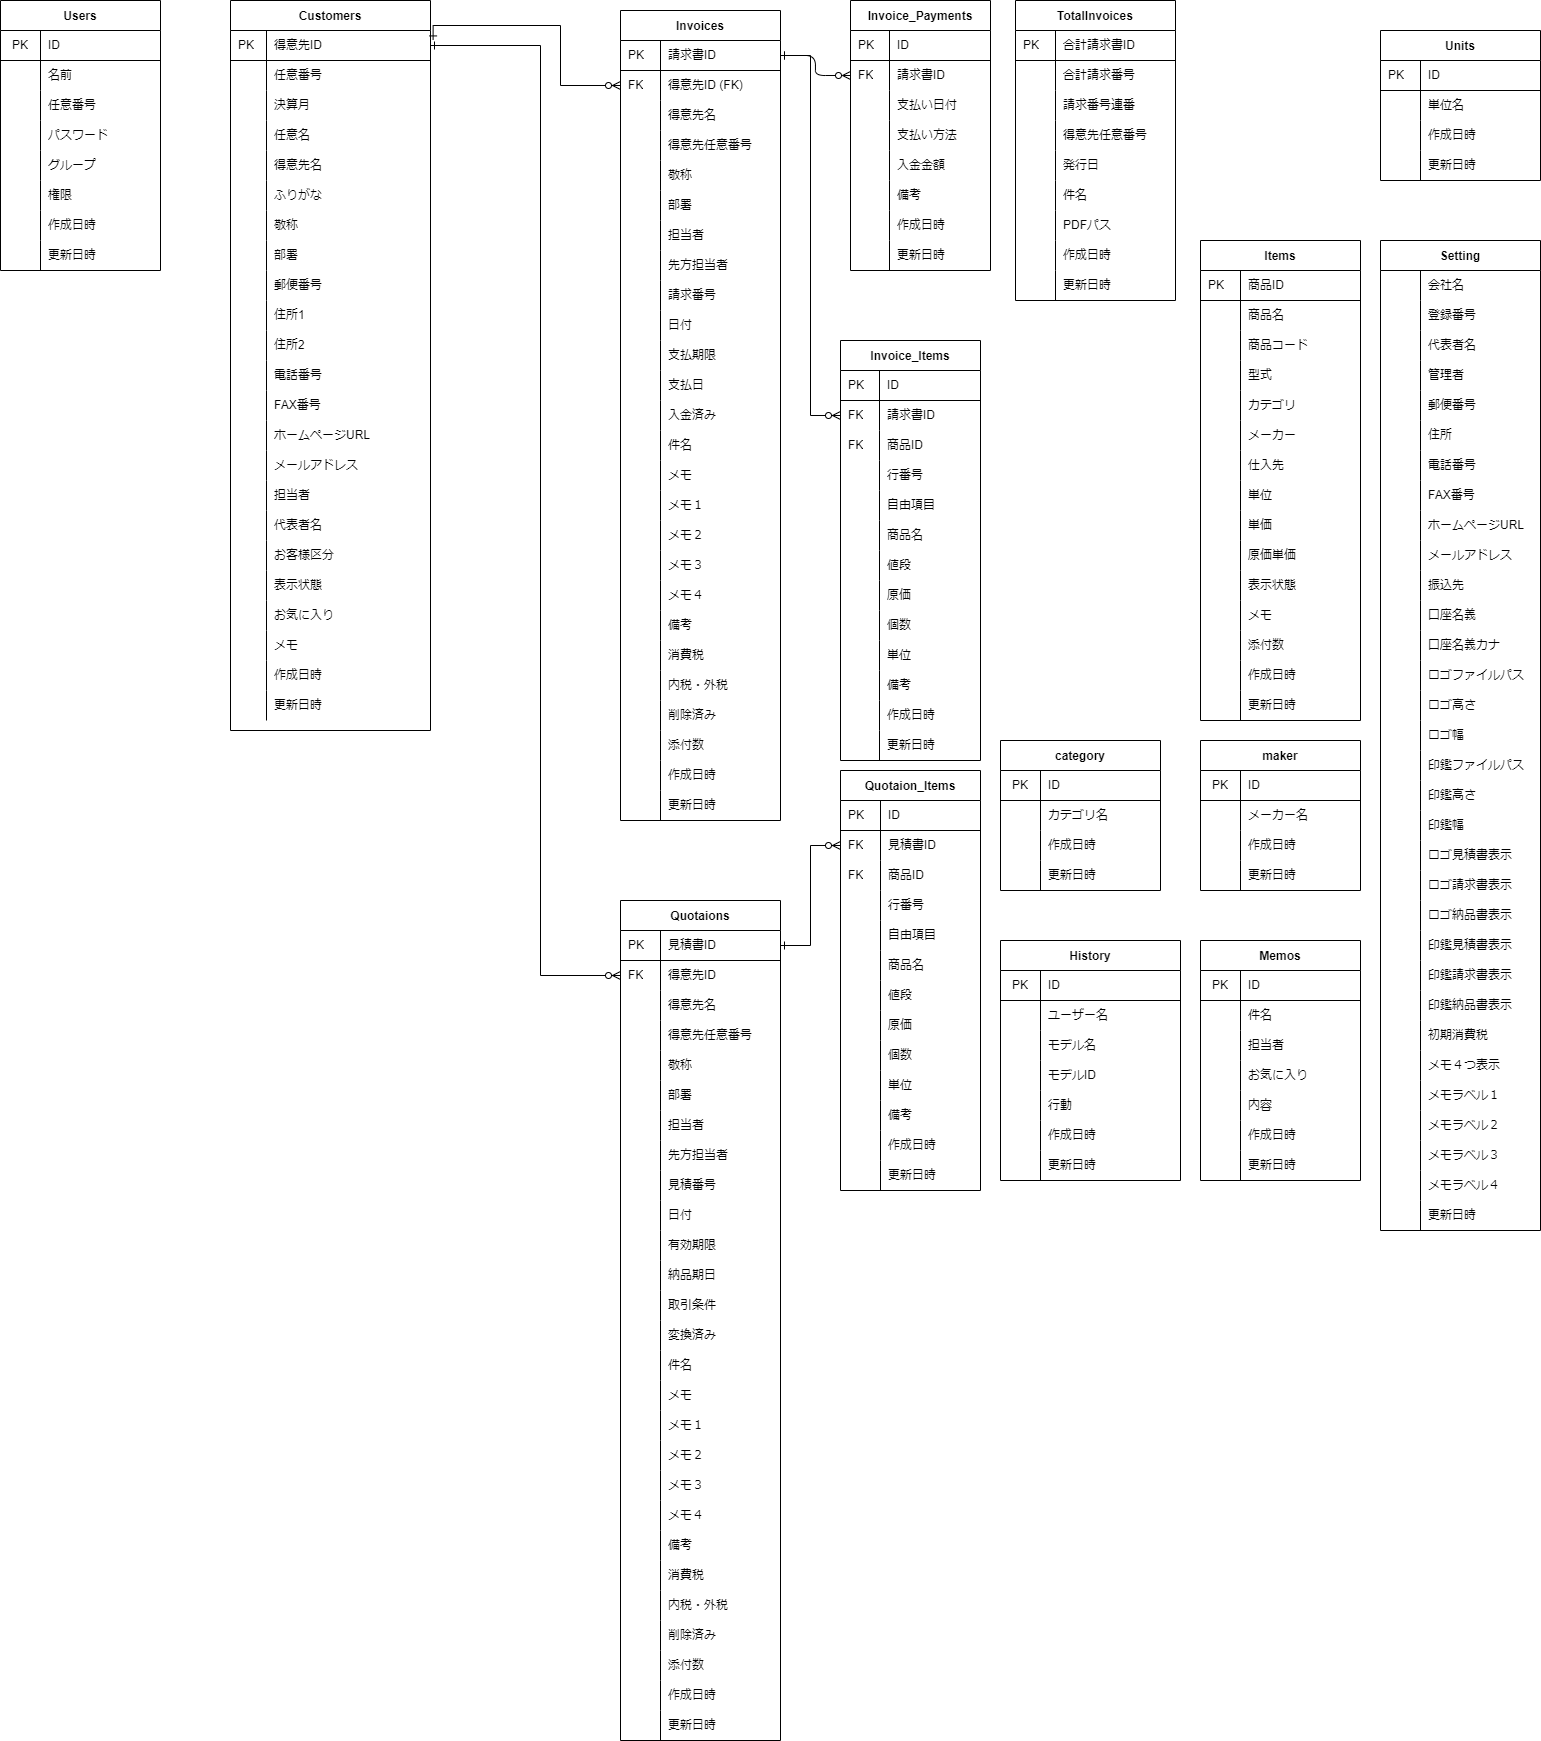 Users
PK ID
名前
任意番号
パスワード
グループ
権限
作成日時
更新日時
Customers
PK 得意先ID
任意番号
決算月
任意名
得意先名
ふりがな
敬称
部署
郵便番号
住所1
住所2
電話番号
FAX番号
ホームページURL
メールアドレス
担当者
代表者名
お客様区分
表示状態
お気に入り
メモ
作成日時
更新日時
Invoices
PK 請求書ID
FK 得意先ID (FK)
得意先名
得意先任意番号
敬称
部署
担当者
先方担当者
請求番号
日付
支払期限
支払日
入金済み
件名
メモ
メモ１
メモ２
メモ３
メモ４
備考
消費税
内税・外税
削除済み
添付数
作成日時
更新日時
Quotaions
PK 見積書ID
FK 得意先ID
得意先名
得意先任意番号
敬称
部署
担当者
先方担当者
見積番号
日付
有効期限
納品期日
取引条件
変換済み
件名
メモ
メモ１
メモ２
メモ３
メモ４
備考
消費税
内税・外税
削除済み
添付数
作成日時
更新日時
Invoice_Payments
PK ID
FK 請求書ID
支払い日付
支払い方法
入金金額
備考
作成日時
更新日時
Invoice_Items
PK ID
FK 請求書ID
FK 商品ID
行番号
自由項目
商品名
値段
原価
個数
単位
備考
作成日時
更新日時
Quotaion_Items
PK ID
FK 見積書ID
FK 商品ID
行番号
自由項目
商品名
値段
原価
個数
単位
備考
作成日時
更新日時
TotalInvoices
PK 合計請求書ID
合計請求番号
請求番号連番
得意先任意番号
発行日
件名
PDFパス
作成日時
更新日時
category
PK ID
カテゴリ名
作成日時
更新日時
History
PK ID
ユーザー名
モデル名
モデルID
行動
作成日時
更新日時
Items
PK 商品ID
商品名
商品コード
型式
カテゴリ
メーカー
仕入先
単位
単価
原価単価
表示状態
メモ
添付数
作成日時
更新日時
maker
PK ID
メーカー名
作成日時
更新日時
Memos
PK ID
件名
担当者
お気に入り
内容
作成日時
更新日時
Units
PK ID
単位名
作成日時
更新日時
Setting
会社名
登録番号
代表者名
管理者
郵便番号
住所
電話番号
FAX番号
ホームページURL
メールアドレス
振込先
口座名義
口座名義カナ
ロゴファイルパス
ロゴ高さ
ロゴ幅
印鑑ファイルパス
印鑑高さ
印鑑幅
ロゴ見積書表示
ロゴ請求書表示
ロゴ納品書表示
印鑑見積書表示
印鑑請求書表示
印鑑納品書表示
初期消費税
メモ４つ表示
メモラベル１
メモラベル２
メモラベル３
メモラベル４
更新日時